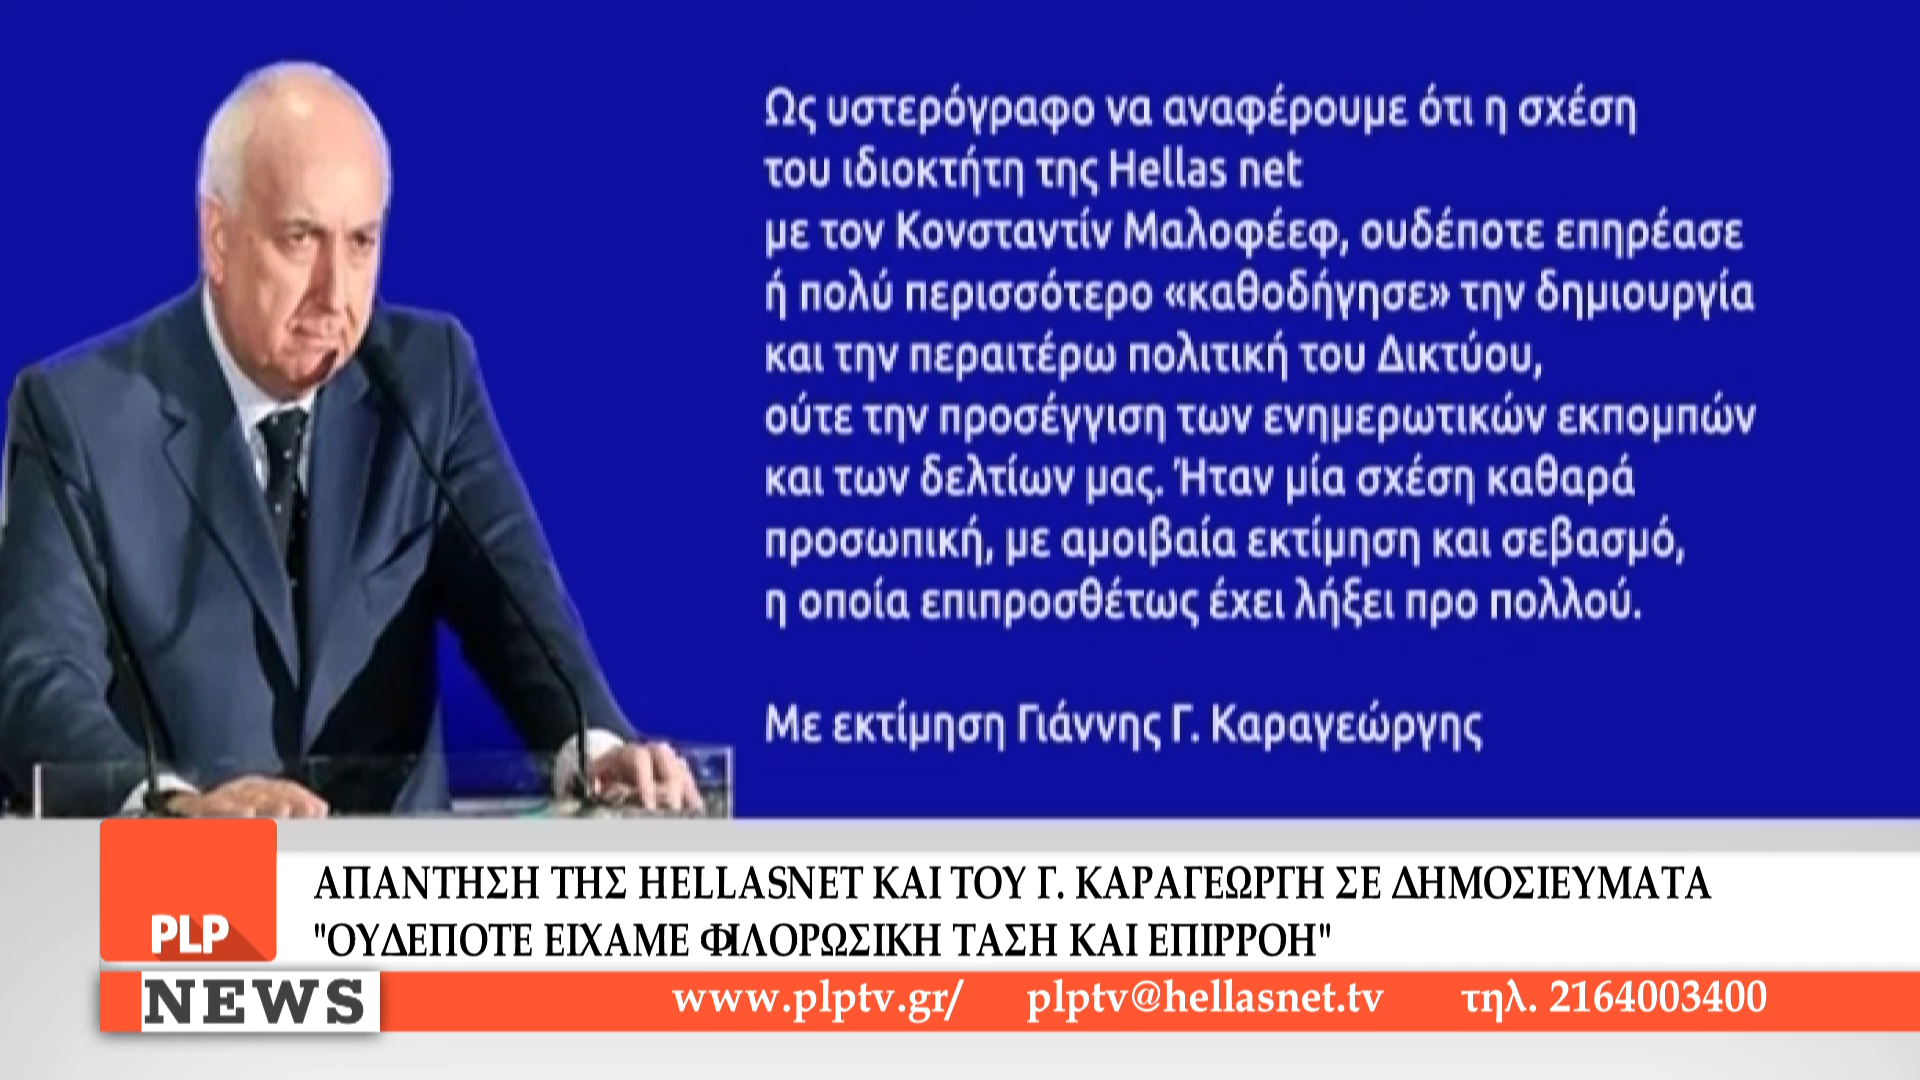 Ως υστερόγραφο να αναφέρουμε ότι η σχέση
του ιδιοκτήτη της Hellas net
με τον Κονσταντίν Μαλοφέεφ, ουδέποτε επηρέασε
ή πολύ περισσότερο «καθοδήγησε» την δημιουργία
και την περαιτέρω πολιτική του Δικτύου,
ούτε την προσέγγιση των ενημερωτικών εκπομπών
και των δελτίων μας. Ήταν μία σχέση καθαρά
προσωπική, με αμοιβαία εκτίμηση και σεβασμό,
η οποία επιπροσθέτως έχει λήξει προ πολλού.
Με εκτίμηση Γιάννης Γ. Καραγεώργης
ΑΠΑΝΤΗΣΗ ΤΗΣ HELLASNET ΚΑΙ ΤΟΥ Γ. ΚΑΡΑΓΕΩΡΓΗ ΣΕ ΔΗΜΟΣΙΕΥΜΑΤΑ
"ΟΥΔΕΠΟΤΕ ΕΙΧΑΜΕ ΦΙΛΟΡΩΣΙΚΗ ΤΑΣΗ ΚΑΙ ΕΠΙΡΡΟΗ"
PLP
NEWS
www.plptv.gr/ plptv@hellasnet.tv τηλ. 2164003400